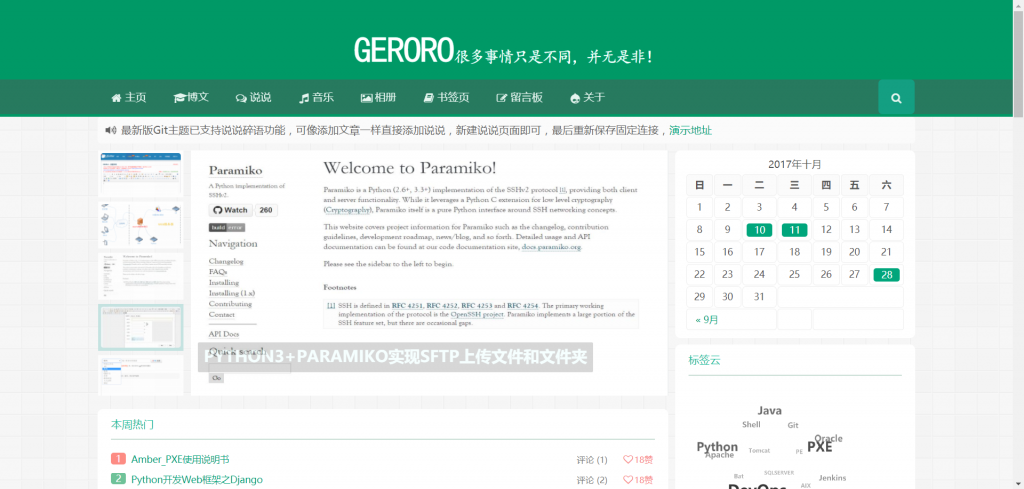 GERORO很多事情只是不同，并无是非！
主页 博文 说说 音乐 相册 书签页 留言板 关于
最新版Git主题已支持说说碎语功能，可像添加文章一样直接添加说说，新建说说页面即可，最后重新保存固定连接，演示地址
Paramiko
A Python implementation of
SSHv2.
Watch 260
build error
Navigation
Changelog
FAQs
Installing
Installing (1.x)
Contributing
Contact
API Docs
Quick search
Go
Welcome to Paramiko!
Paramiko is a Python (2.6+, 3.3+) implementation of the SSHv2 protocol [1], providing both client
and server functionality. While it leverages a Python C extension for low level cryptography
(Cryptography), Paramiko itself is a pure Python interface around SSH networking concepts.
This website covers project information for Paramiko such as the changelog, contribution
guidelines, development roadmap, news/blog, and so forth. Detailed usage and API
documentation can be found at our code documentation site, docs.paramiko.org.
Please see the sidebar to the left to begin.
Footnotes
[1] SSH is defined in RFC 4251, RFC 4252, RFC 4253 and RFC 4254. The primary working
implementation of the protocol is the OpenSSH project. Paramiko implements a large portion of the
SSH feature set, but there are occasional gaps.
PYTHON3+PARAMIKO实现SFTP上传文件和文件夹
2017年十月
日 一 二 三 四 五 六
1 2 3 4 5 6 7
8 9 10 11 12 13 14
15 16 17 18 19 20 21
22 23 24 25 26 27 28
29 30 31
« 9月
本周热门
1 Amber_PXE使用说明书 评论 (1) 18赞
2 Python开发Web框架之Django 评论 (2) 18赞
标签云
Java
Shell Git
Python Oracle
Apache Tomcat PE PXE
Bat SQLSERVER Jenkins
DevOps AIX